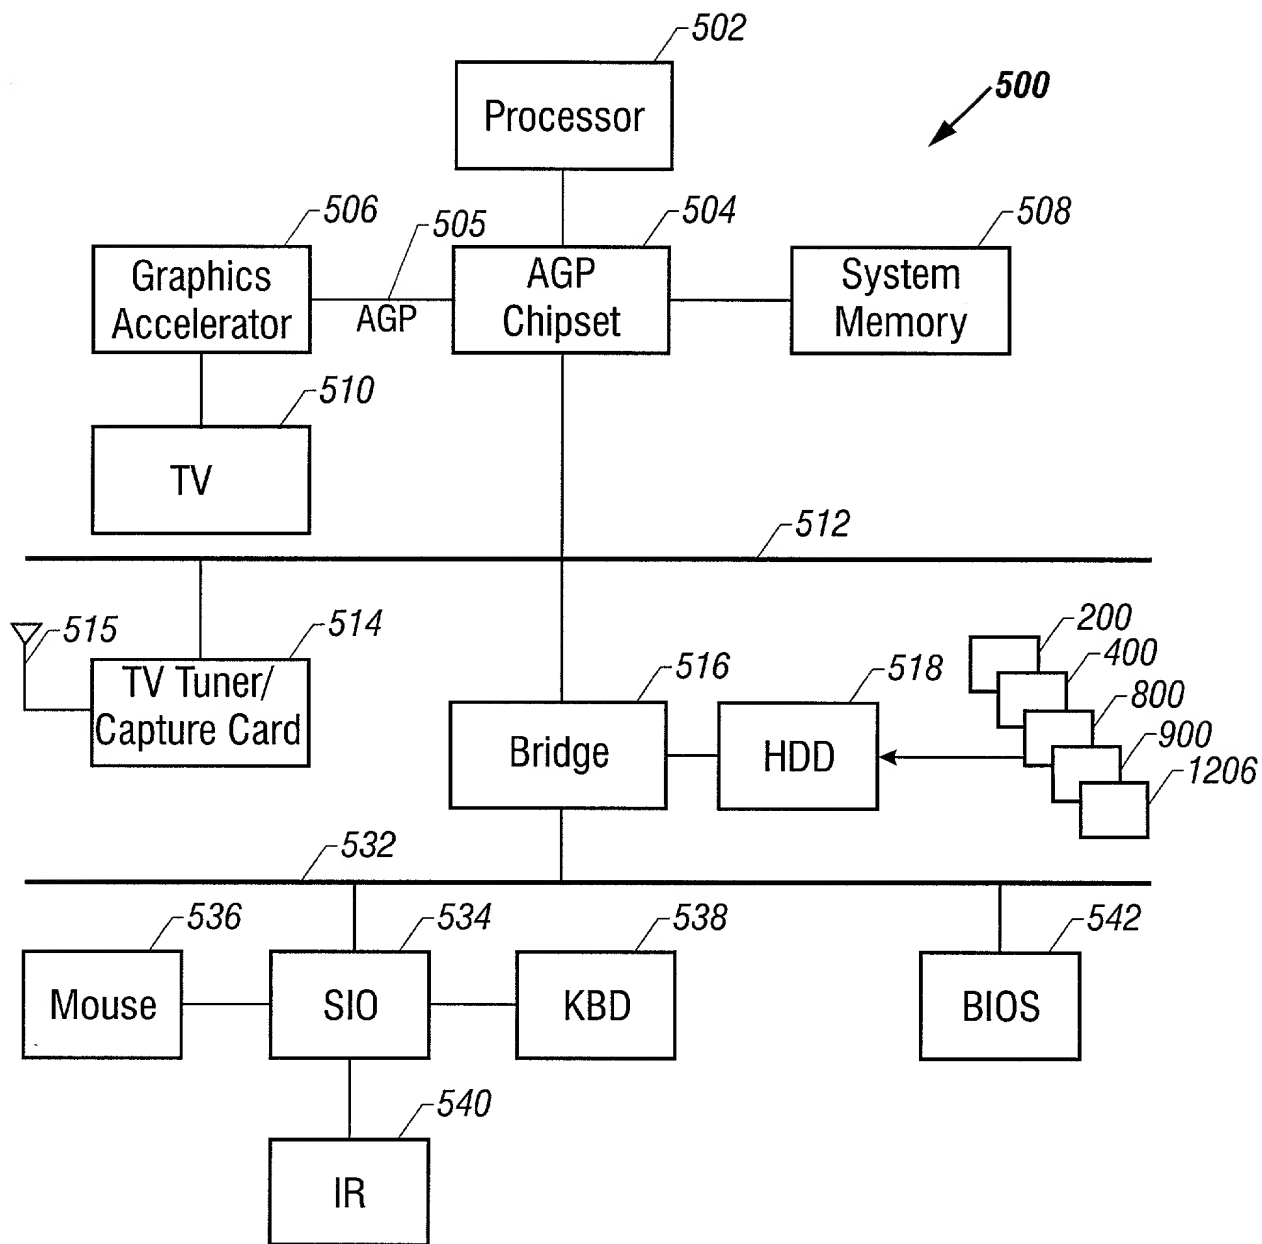 502
Processor
500
506
505
504
508
Graphics
Accelerator
AGP
AGP
Chipset
System
Memory
510
TV
512
515
514
TV Tuner/
Capture Card
516
Bridge
518
HDD
200
400
800
900
1206
532
536
Mouse
534
SIO
538
KBD
542
BIOS
540
IR